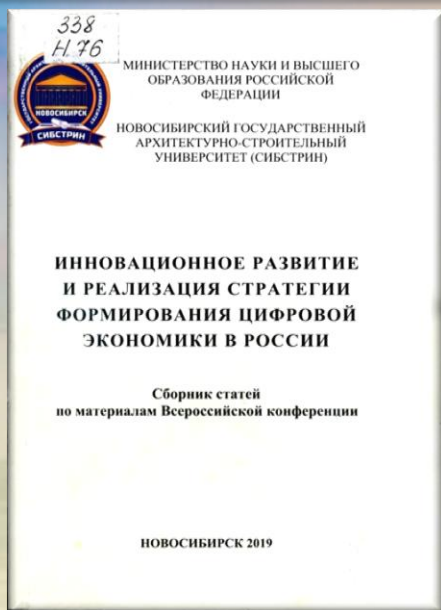 338
Н.76
НОВОСИБИРСК
СИБСТРИН
МИНИСТЕРСТВО НАУКИ И ВЫСШЕГО
ОБРАЗОВАНИЯ РОССИЙСКОЙ
ФЕДЕРАЦИИ
НОВОСИБИРСКИЙ ГОСУДАРСТВЕННЫЙ
АРХИТЕКТУРНО-СТРОИТЕЛЬНЫЙ
УНИВЕРСИТЕТ (СИБСТРИН)
ИННОВАЦИОННОЕ РАЗВИТИЕ
И РЕАЛИЗАЦИЯ СТРАТЕГИИ
ФОРМИРОВАНИЯ ЦИФРОВОЙ
ЭКОНОМИКИ В РОССИИ
Сборник статей
по материалам Всероссийской конференции
НОВОСИБИРСК 2019